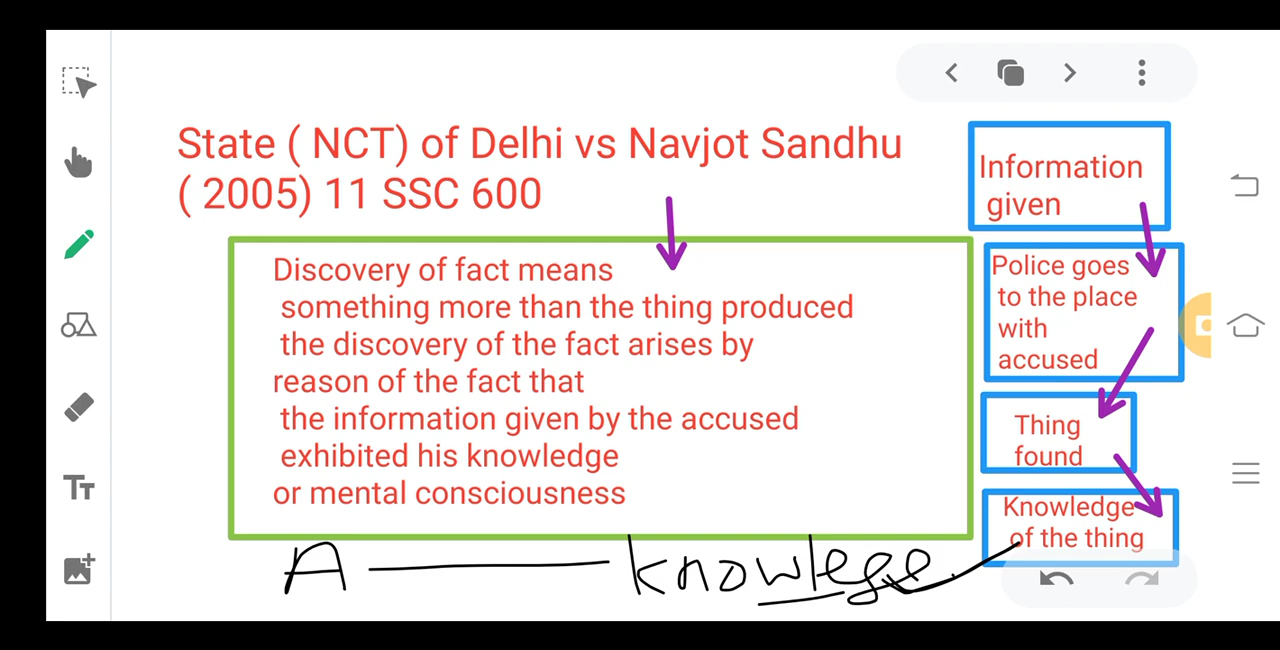 State ( NCT) of Delhi vs Navjot Sandhu
( 2005) 11 SSC 600
Discovery of fact means
something more than the thing produced
the discovery of the fact arises by
reason of the fact that
the information given by the accused
exhibited his knowledge
or mental consciousness
Information
given
Police goes
to the place
with
accused
Thing
found
Knowledge
of the thing
A knowlege
TT